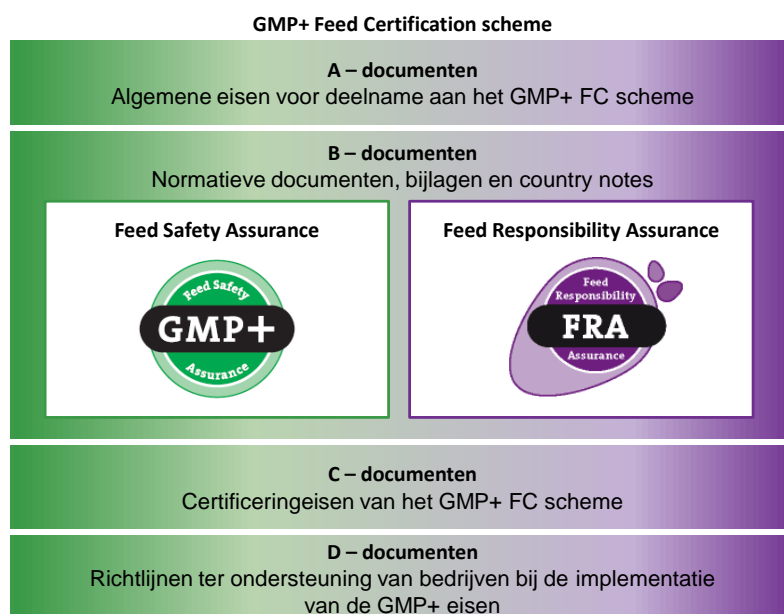 GMP+ Feed Certification scheme
A – documenten
Algemene eisen voor deelname aan het GMP+ FC scheme
B – documenten
Normatieve documenten, bijlagen en country notes
Feed Safety Assurance
Feed Safety
GMP+
Assurance
Feed Responsibility Assurance
Feed
Responsibility
FRA
Assurance
C – documenten
Certificeringeisen van het GMP+ FC scheme
D – documenten
Richtlijnen ter ondersteuning van bedrijven bij de implementatie
van de GMP+ eisen